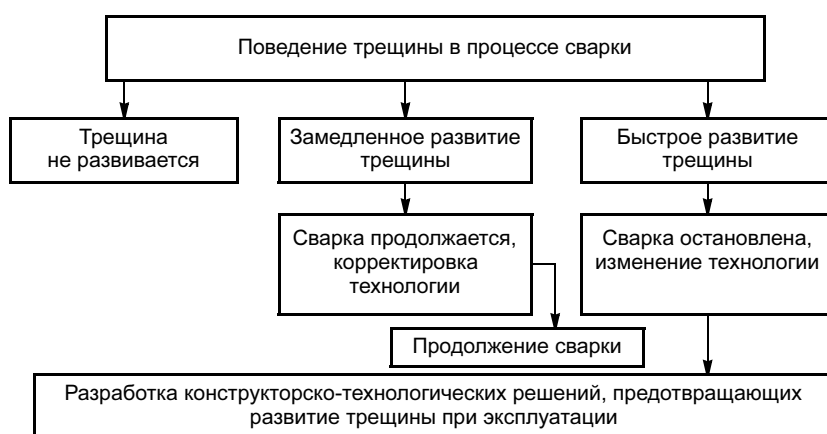 Поведение трещины в процессе сварки
Трещина
не развивается
Замедленное развитие
трещины
Быстрое развитие
трещины
Сварка продолжается,
корректировка
технологии
Сварка остановлена,
изменение технологии
Продолжение сварки
Разработка конструкторско-технологических решений, предотвращающих
развитие трещины при эксплуатации